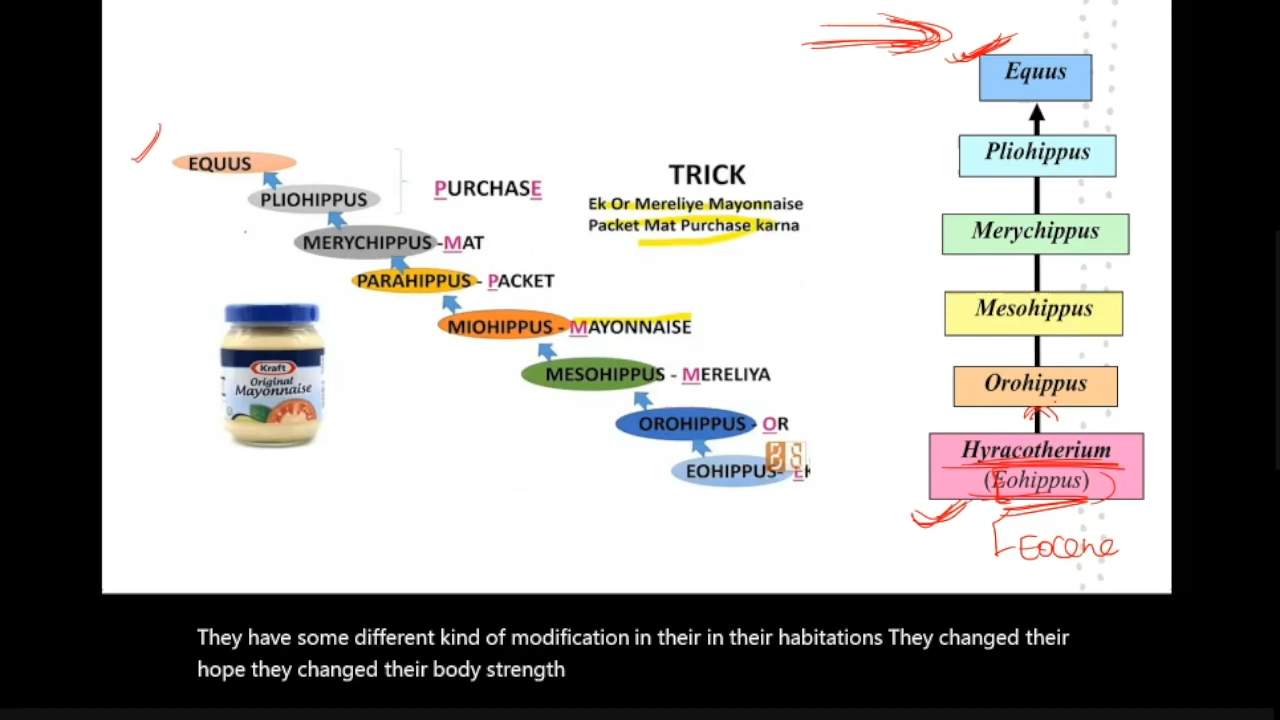 EQUUS
PLIOHIPPUS
PURCHASE
MERYCHIPPUS -MAT
PARAHIPPUS - PACKET
MIOHIPPUS - MAYONNAISE
MESOHIPPUS - MERELIYA
OROHIPPUS - OR
EOHIPPUS-
TRICK
Ek Or Mereliye Mayonnaise
Packet Mat Purchase karna
Kraft
Original
Mayonnaise
Equus
Pliohippus
Merychippus
Mesohippus
Orohippus
Hyracotherium
(Eohippus)
Eocene
They have some different kind of modification in their in their habitations They changed their
hope they changed their body strength